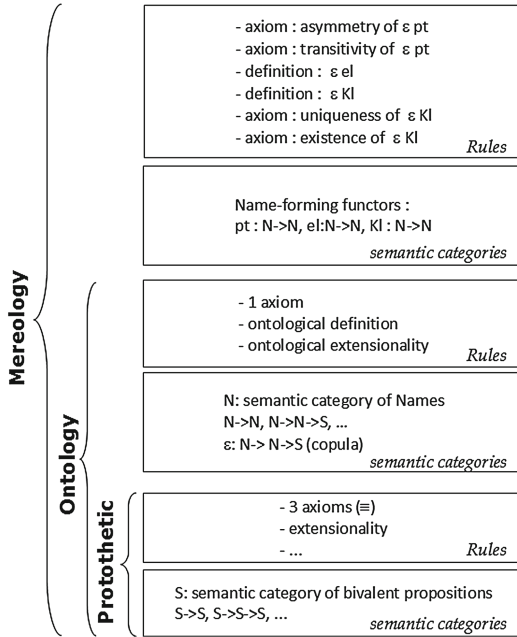 - axiom : asymmetry of ε pt
- axiom : transitivity of ε pt
- definition : ε el
- definition : ε Kl
- axiom : uniqueness of ε Kl
- axiom : existence of ε Kl
Rules
Name-forming functors :
pt : N->N, el:N->N, Kl : N->N
semantic categories
Mereology
- 1 axiom
- ontological definition
- ontological extensionality
Rules
N: semantic category of Names
N->N, N->N->S, ...
ε: N-> N->S (copula)
semantic categories
Ontology
- 3 axioms (≡)
- extensionality
- ...
Rules
Protothetic
S: semantic category of bivalent propositions
S->S, S->S->S, ...
semantic categories